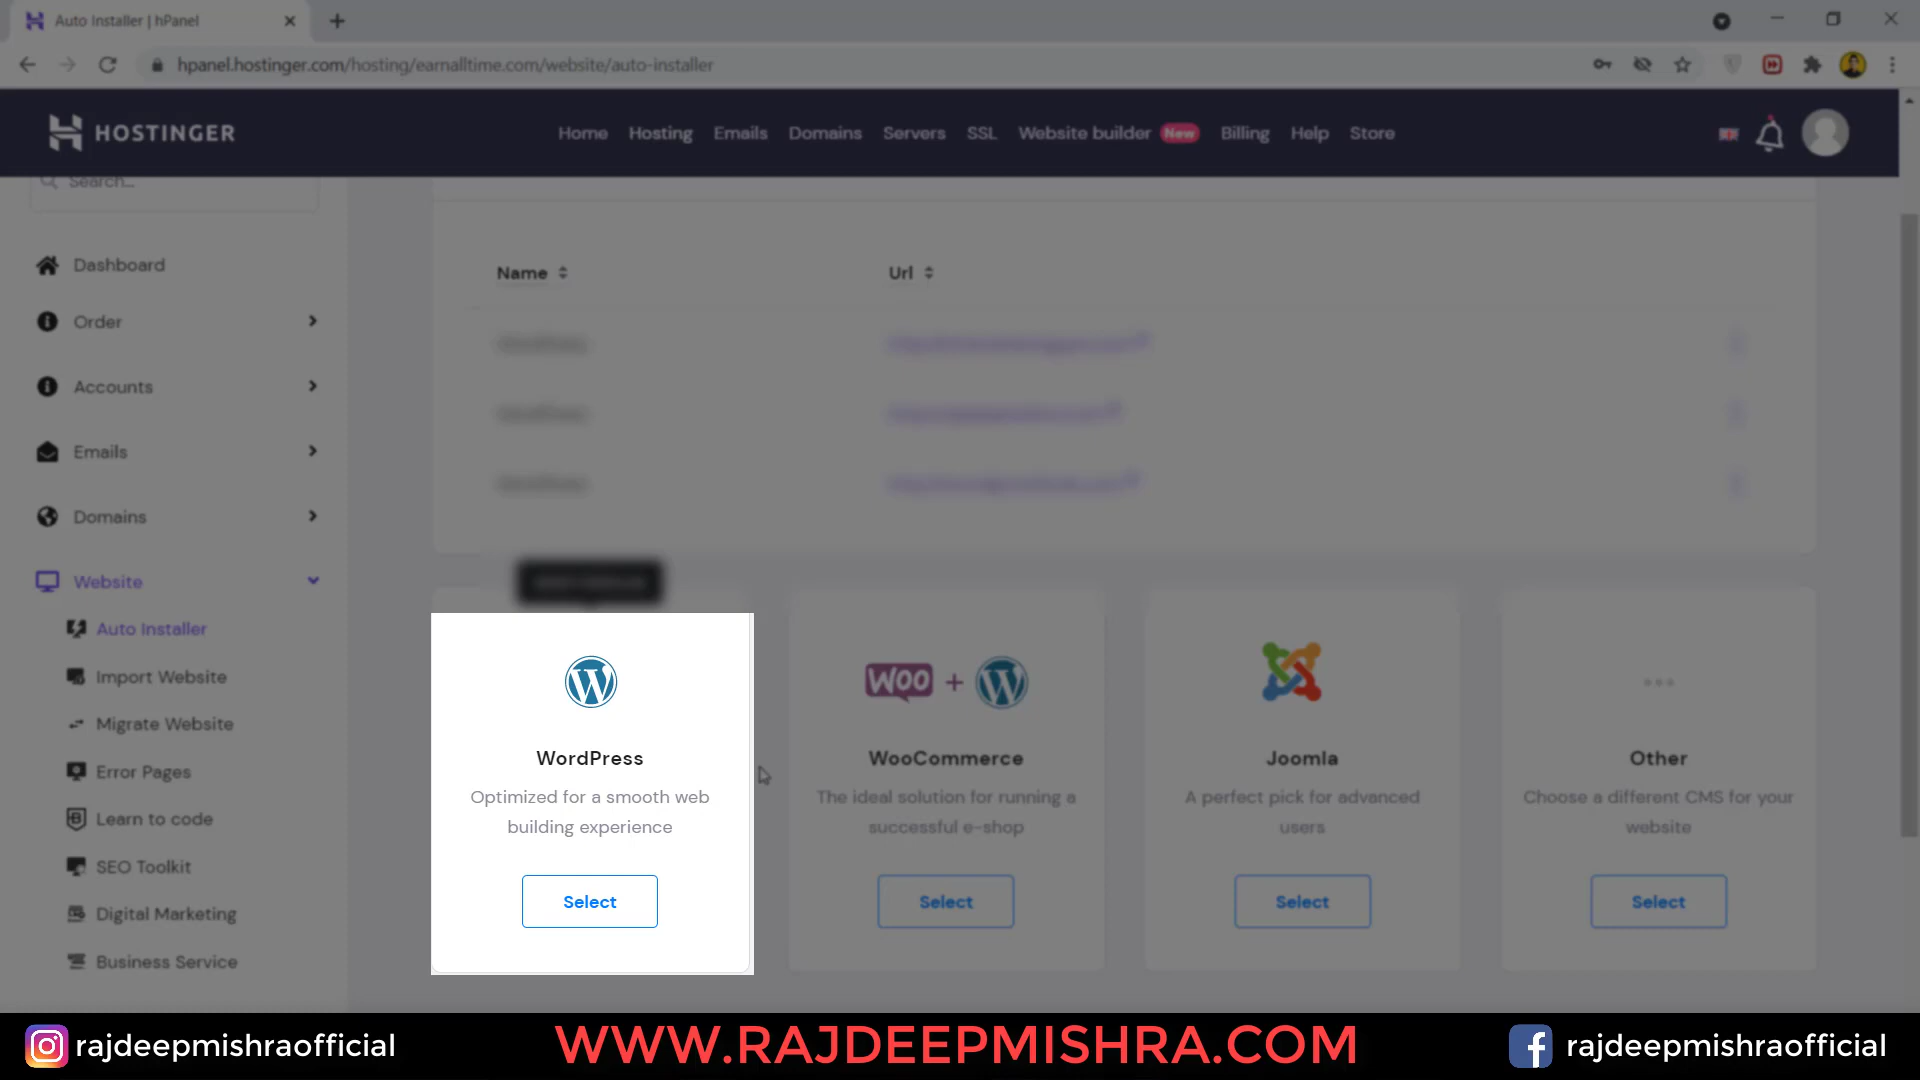 Auto Installer | hPanel
hpanel.hostinger.com/hosting/earnalltime.com/website/auto-installer
HOSTINGER
Home Hosting Emails Domains Servers SSL Website builder New Billing Help Store
Search...
Dashboard
Order
Accounts
Emails
Domains
Website
Auto Installer
Import Website
Migrate Website
Error Pages
Learn to code
SEO Toolkit
Digital Marketing
Business Service
Name Url
WordPress
Optimized for a smooth web
building experience
Select
Woo + W
WooCommerce
The ideal solution for running a
successful e-shop
Select
Joomla
A perfect pick for advanced
users
Select
Other
Choose a different CMS for your
website
Select
rajdeepmishraofficial
WWW.RAJDEEPMISHRA.COM
rajdeepmishraofficial